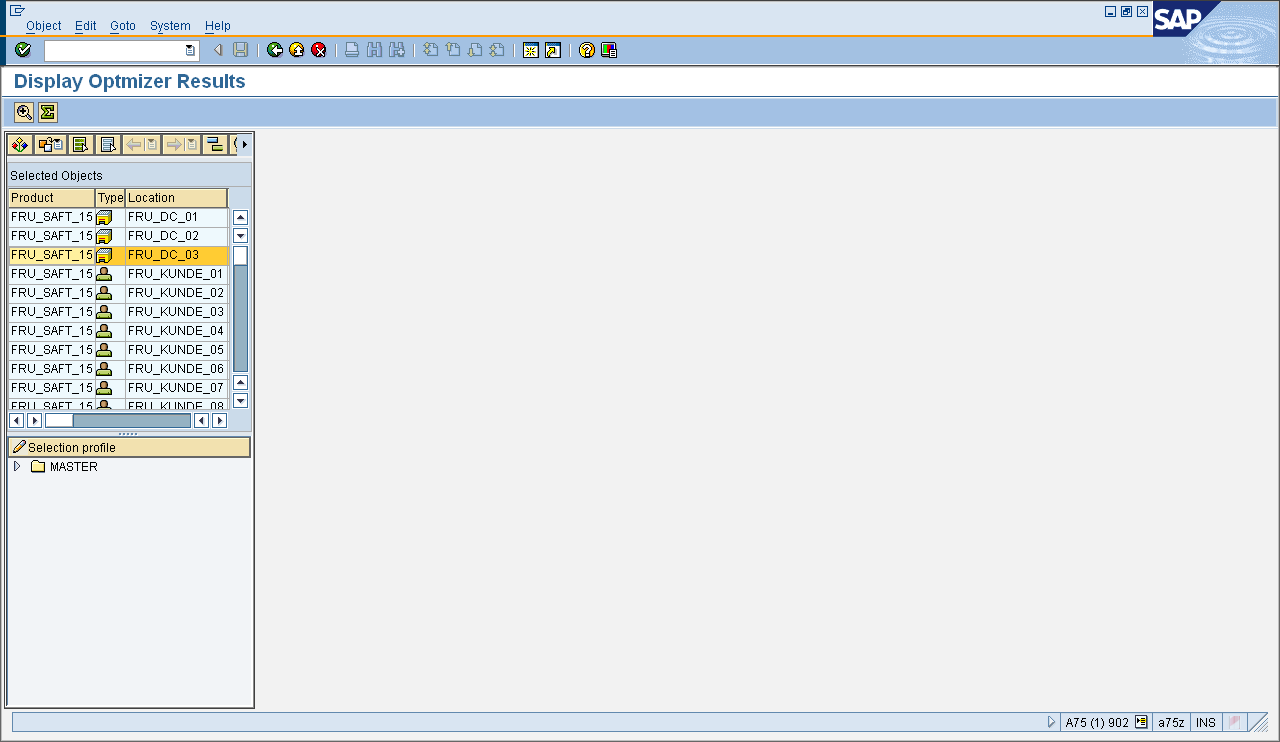 Object Edit Goto System Help
SAP
Display Optmizer Results
Selected Objects
Product Type Location
FRU_SAFT_15 FRU_DC_01
FRU_SAFT_15 FRU_DC_02
FRU_SAFT_15 FRU_DC_03
FRU_SAFT_15 FRU_KUNDE_01
FRU_SAFT_15 FRU_KUNDE_02
FRU_SAFT_15 FRU_KUNDE_03
FRU_SAFT_15 FRU_KUNDE_04
FRU_SAFT_15 FRU_KUNDE_05
FRU_SAFT_15 FRU_KUNDE_06
FRU_SAFT_15 FRU_KUNDE_07
FRU_SAFT_15 FRU_KUNDE_08
Selection profile
MASTER
A75 (1) 902 a75z INS